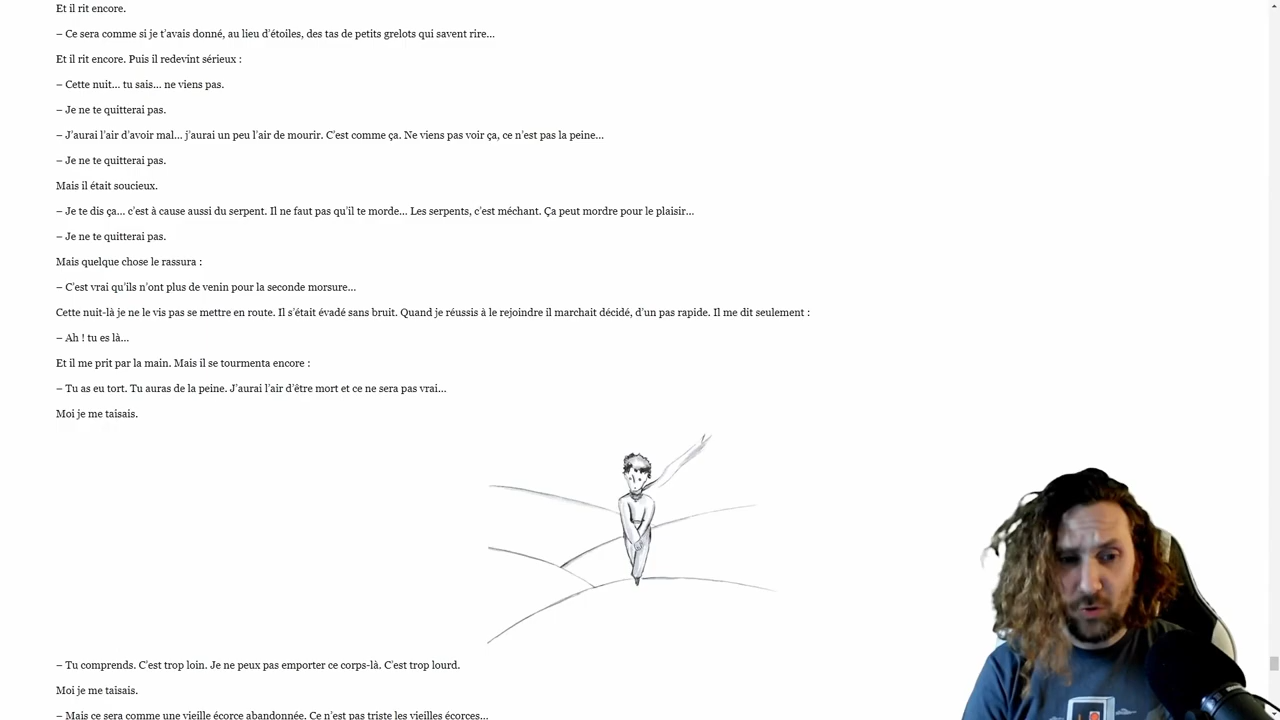 Et il rit encore.
– Ce sera comme si je t'avais donné, au lieu d'étoiles, des tas de petits grelots qui savent rire…
Et il rit encore. Puis il redevint sérieux :
– Cette nuit… tu sais… ne viens pas.
– Je ne te quitterai pas.
– J'aurai l'air d'avoir mal… j'aurai un peu l'air de mourir. C'est comme ça. Ne viens pas voir ça, ce n'est pas la peine…
– Je ne te quitterai pas.
Mais il était soucieux.
– Je te dis ça… c'est à cause aussi du serpent. Il ne faut pas qu'il te morde… Les serpents, c'est méchant. Ça peut mordre pour le plaisir…
– Je ne te quitterai pas.
Mais quelque chose le rassura :
– C'est vrai qu'ils n'ont plus de venin pour la seconde morsure…
Cette nuit-là je ne le vis pas se mettre en route. Il s'était évadé sans bruit. Quand je réussis à le rejoindre il marchait décidé, d'un pas rapide. Il me dit seulement :
– Ah ! tu es là…
Et il me prit par la main. Mais il se tourmenta encore :
– Tu as eu tort. Tu auras de la peine. J'aurai l'air d'être mort et ce ne sera pas vrai…
Moi je me taisais.
– Tu comprends. C'est trop loin. Je ne peux pas emporter ce corps-là. C'est trop lourd.
Moi je me taisais.
– Mais ce sera comme une vieille écorce abandonnée. Ce n'est pas triste les vieilles écorces…